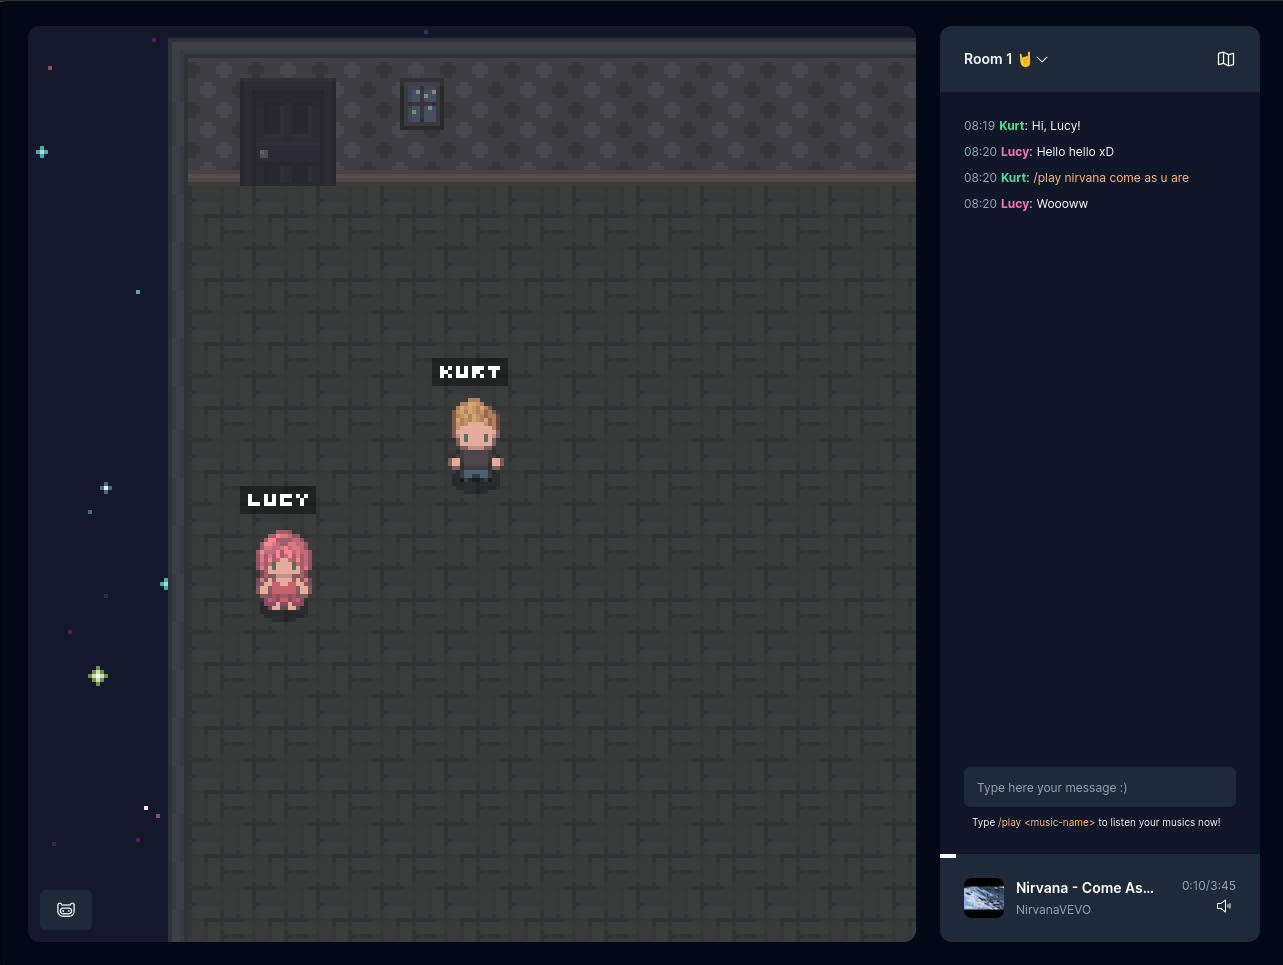 KURT
LUCY
Room 1 🤘
08:19 Kurt: Hi, Lucy!
08:20 Lucy: Hello hello xD
08:20 Kurt: /play nirvana come as u are
08:20 Lucy: Woooww
Type here your message :)
Type /play <music-name> to listen your musics now!
Nirvana - Come As...
0:10/3:45
NirvanaVEVO